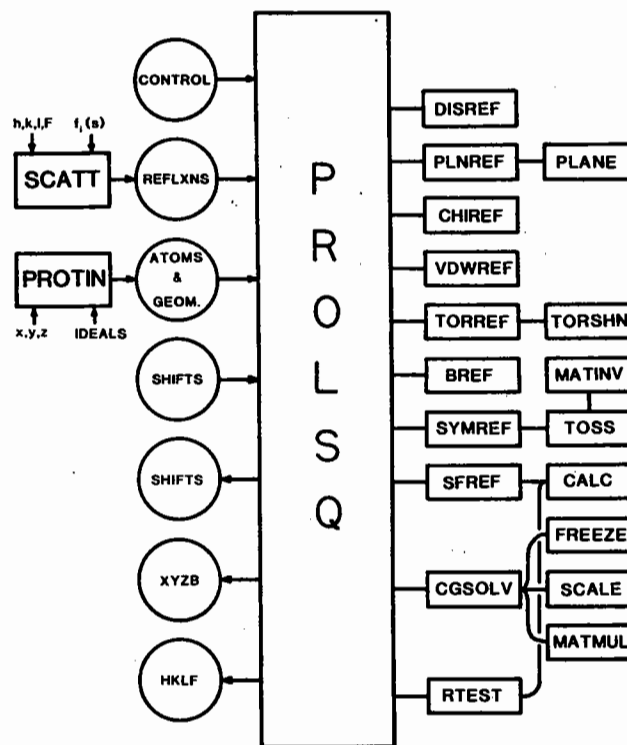 CONTROL
h,k,l,F
f_i(s)
SCATT
REFLXNS
PROTIN
ATOMS
&
GEOM.
x,y,z
IDEALS
SHIFTS
SHIFTS
XYZB
HKLF
PROLSQ
DISREF
PLNREF
PLANE
CHIREF
VDWREF
TORREF
TORSHN
BREF
MATINV
SYMREF
TOSS
SFREF
CALC
FREEZE
CGSOLV
SCALE
MATMUL
RTEST